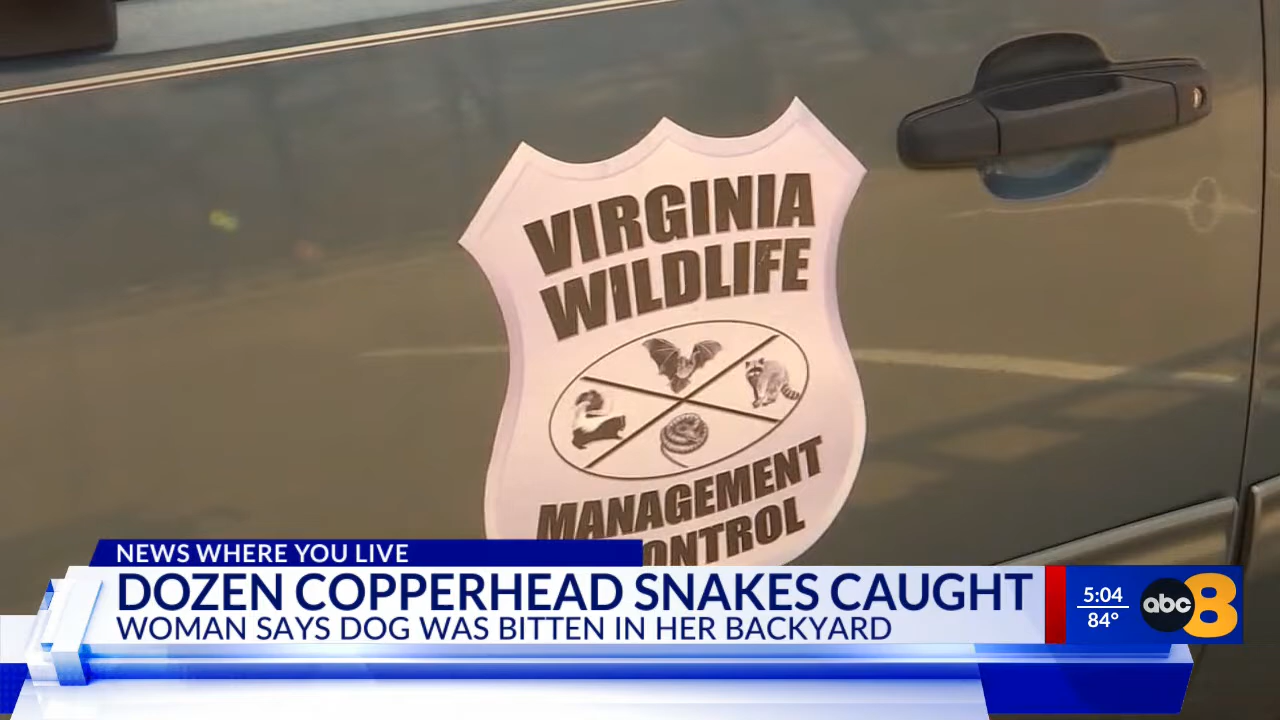 VIRGINIA
WILDLIFE
MANAGEMENT
ONTROL
NEWS WHERE YOU LIVE
DOZEN COPPERHEAD SNAKES CAUGHT
WOMAN SAYS DOG WAS BITTEN IN HER BACKYARD
5:04
84°
abc 8